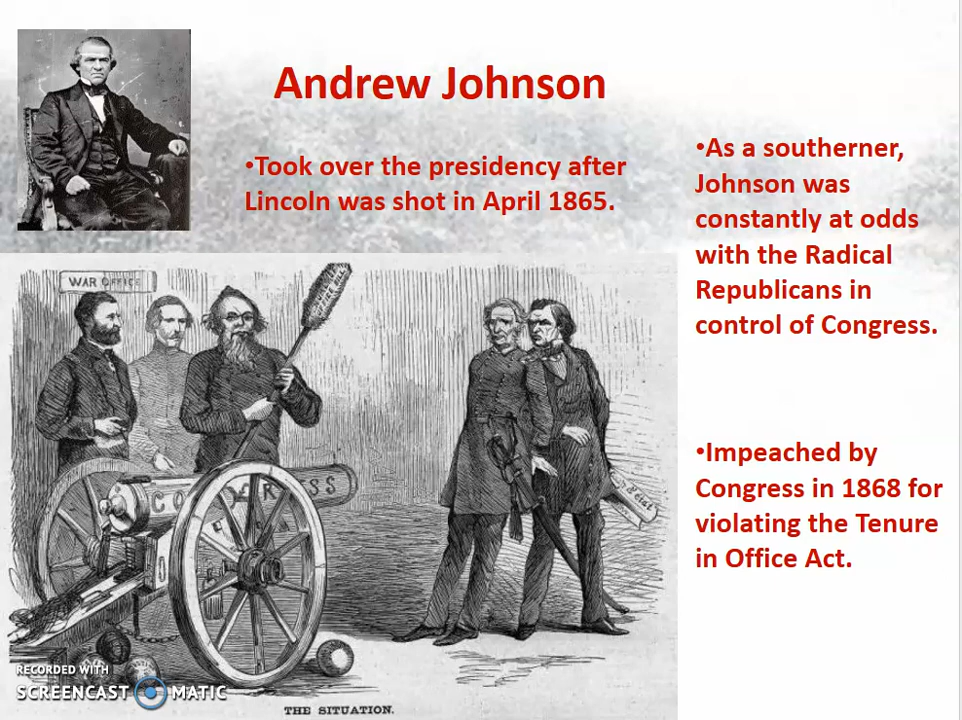 Andrew Johnson
•Took over the presidency after
Lincoln was shot in April 1865.
•As a southerner,
Johnson was
constantly at odds
with the Radical
Republicans in
control of Congress.
•Impeached by
Congress in 1868 for
violating the Tenure
in Office Act.
WAR OFFICE
CONGRESS
THE SITUATION.
RECORDED WITH
SCREENCAST MATIC